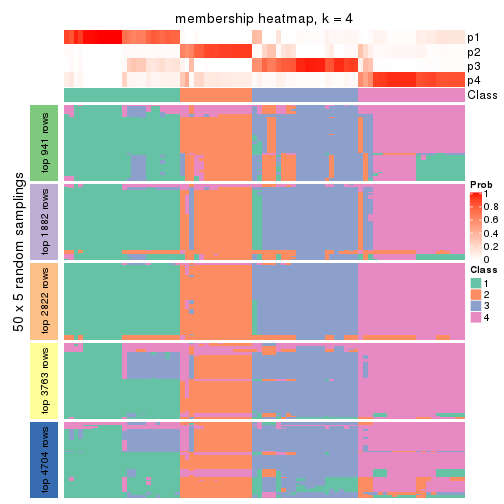 membership heatmap, k = 4
p1
p2
p3
p4
Class
50 x 5 random samplings
top 941 rows
top 1882 rows
top 2822 rows
top 3763 rows
top 4704 rows
Prob
1
0.8
0.6
0.4
0.2
0
Class
1
2
3
4